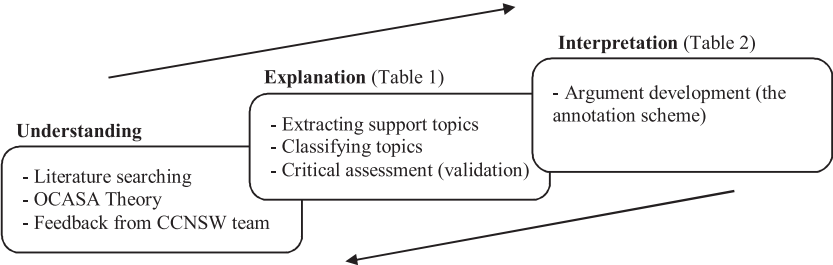 Understanding
- Literature searching
- OCASA Theory
- Feedback from CCNSW team
Explanation (Table 1)
- Extracting support topics
- Classifying topics
- Critical assessment (validation)
Interpretation (Table 2)
- Argument development (the
annotation scheme)